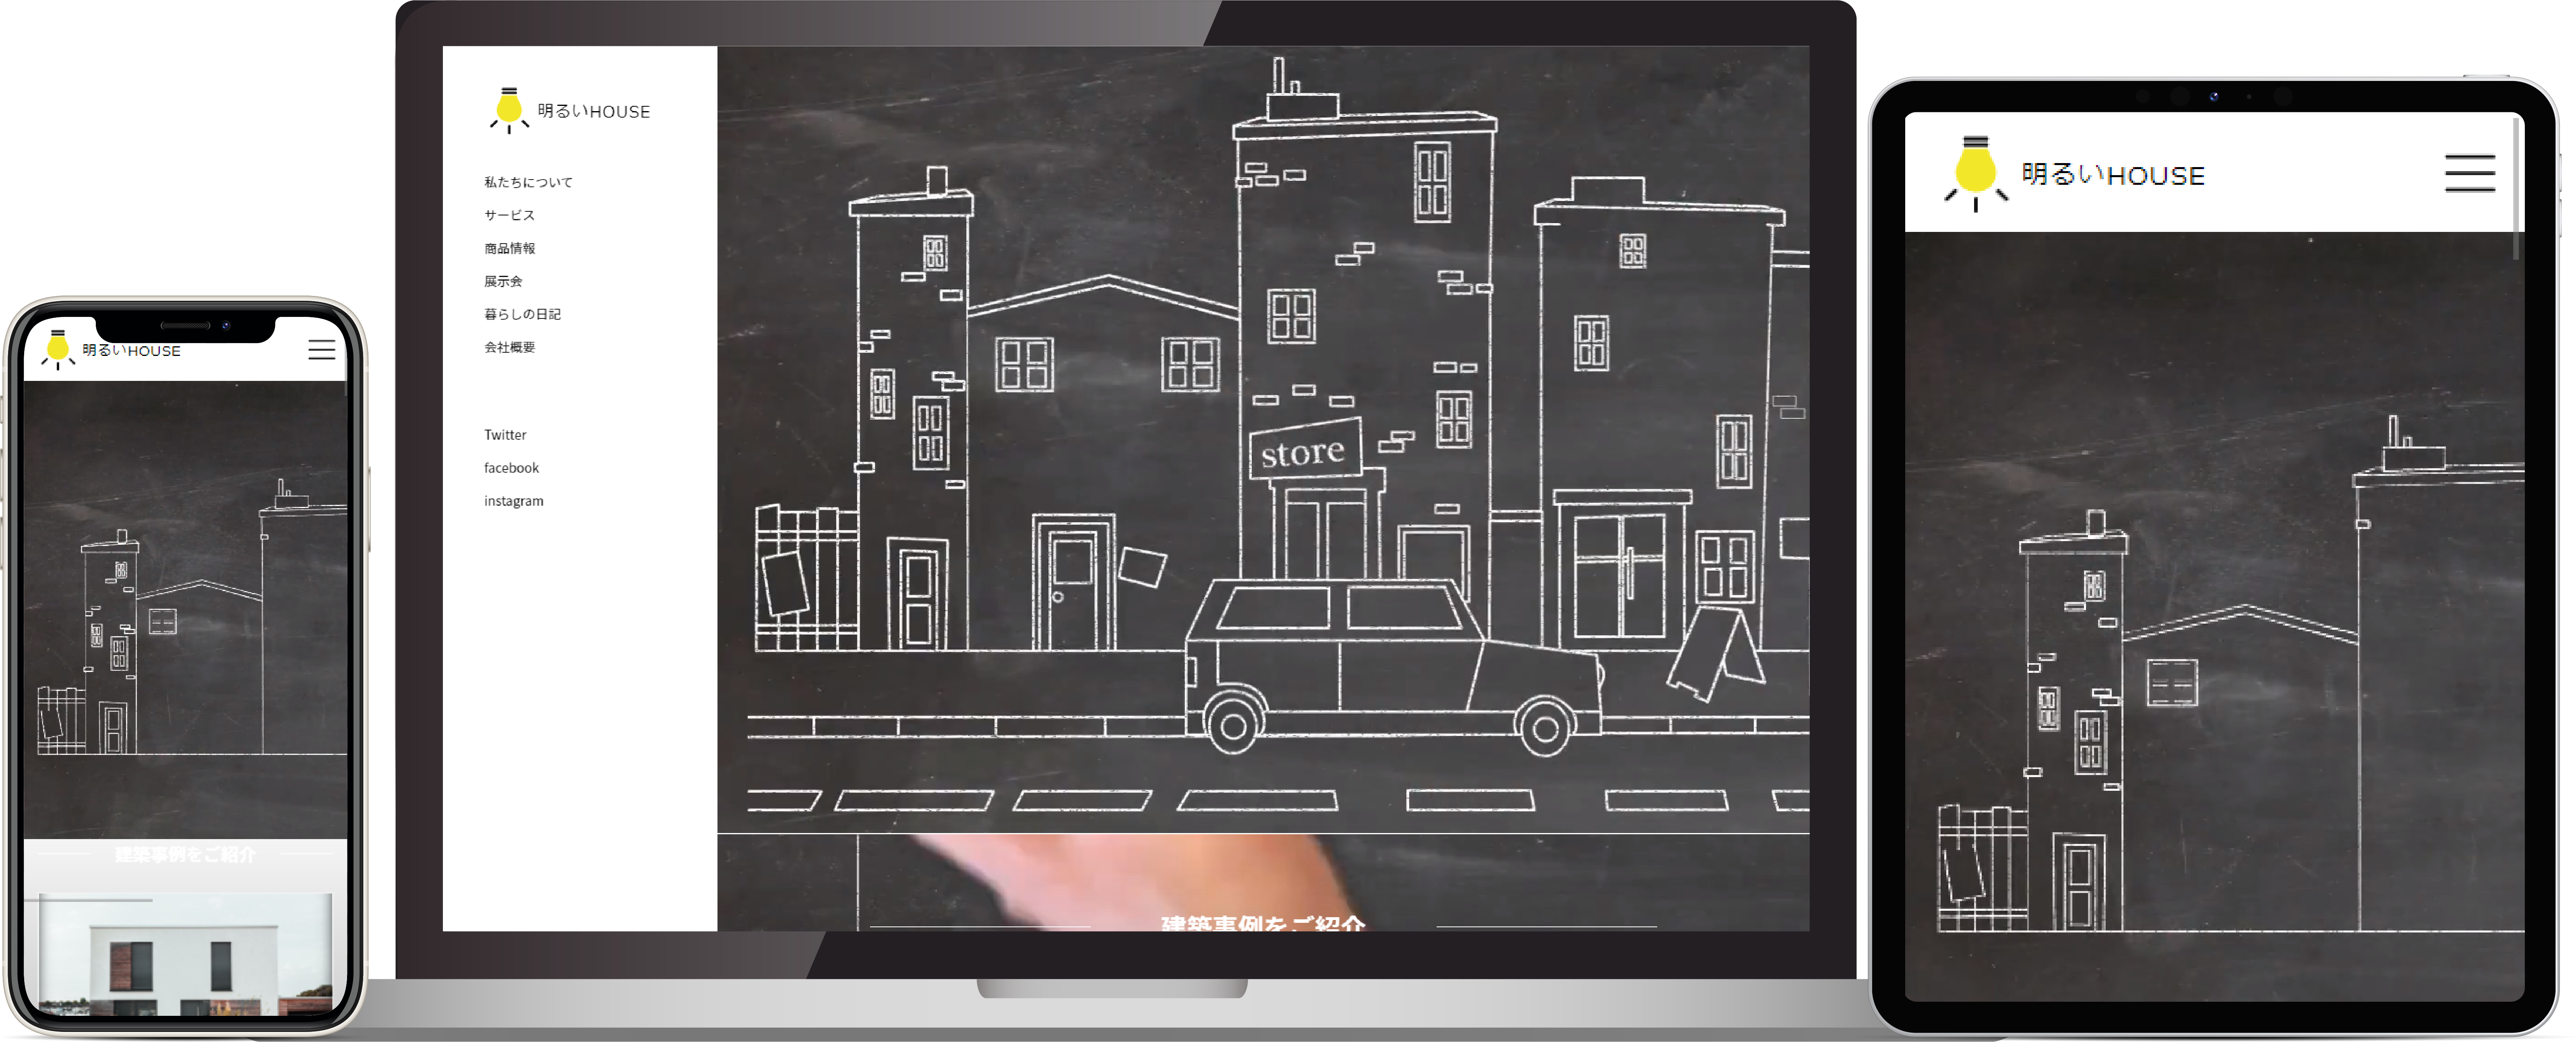 明るいHOUSE
建築事例をご紹介
明るいHOUSE
私たちについて
サービス
商品情報
展示会
暮らしの日記
会社概要
Twitter
facebook
instagram
store
建築事例をご紹介
明るいHOUSE